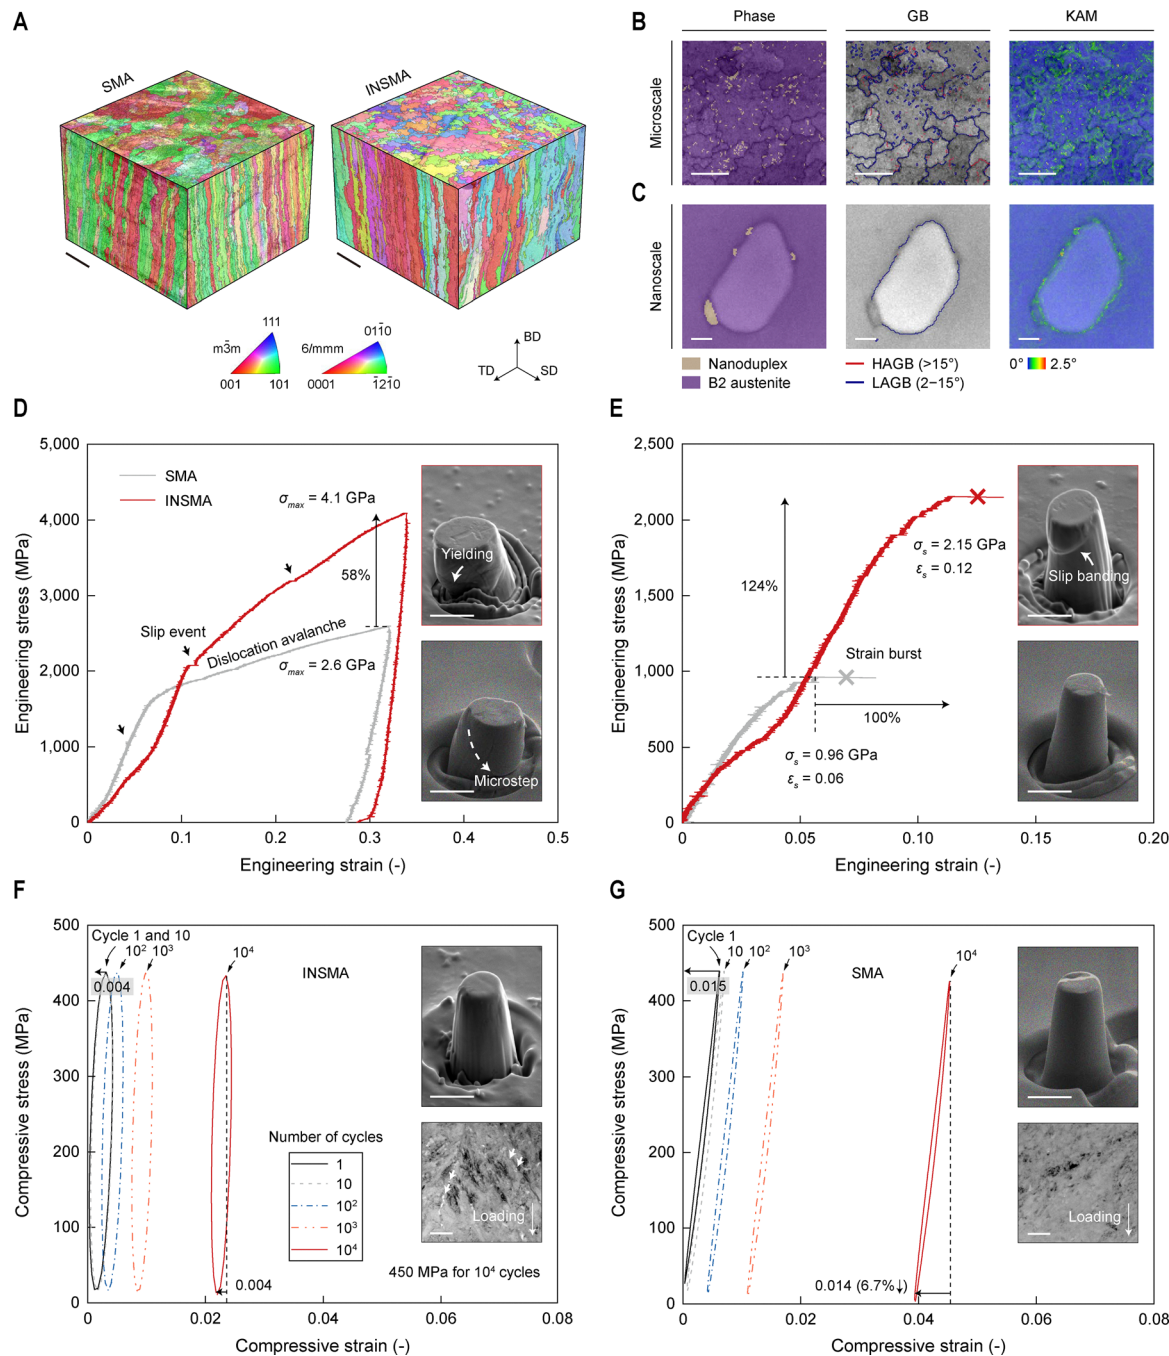 A
SMA
INSMA
m3̄m
111
001
101
6/mmm
011̄0
0001
1̄21̄0
BD
TD
SD
B
Phase
GB
KAM
Microscale
C
Nanoscale
Nanoduplex
B2 austenite
HAGB (>15°)
LAGB (2–15°)
0°
2.5°
D
Engineering stress (MPa)
5,000
4,000
3,000
2,000
1,000
0
SMA
INSMA
σmax = 4.1 GPa
58%
Slip event
Dislocation avalanche
σmax = 2.6 GPa
Yielding
Microstep
0
0.1
0.2
0.3
0.4
0.5
Engineering strain (-)
E
Engineering stress (MPa)
2,500
2,000
1,500
1,000
500
0
124%
σs = 2.15 GPa
εs = 0.12
Strain burst
100%
σs = 0.96 GPa
εs = 0.06
Slip banding
0
0.05
0.10
0.15
0.20
Engineering strain (-)
F
Compressive stress (MPa)
500
400
300
200
100
0
Cycle 1 and 10
10²
10³
10⁴
INSMA
0.004
Number of cycles
1
10
10²
10³
10⁴
Loading
450 MPa for 10⁴ cycles
0.004
0
0.02
0.04
0.06
0.08
Compressive strain (-)
G
Compressive stress (MPa)
500
400
300
200
100
0
Cycle 1
10
10²
10³
10⁴
SMA
0.015
Loading
0.014 (6.7%↓)
0
0.02
0.04
0.06
0.08
Compressive strain (-)